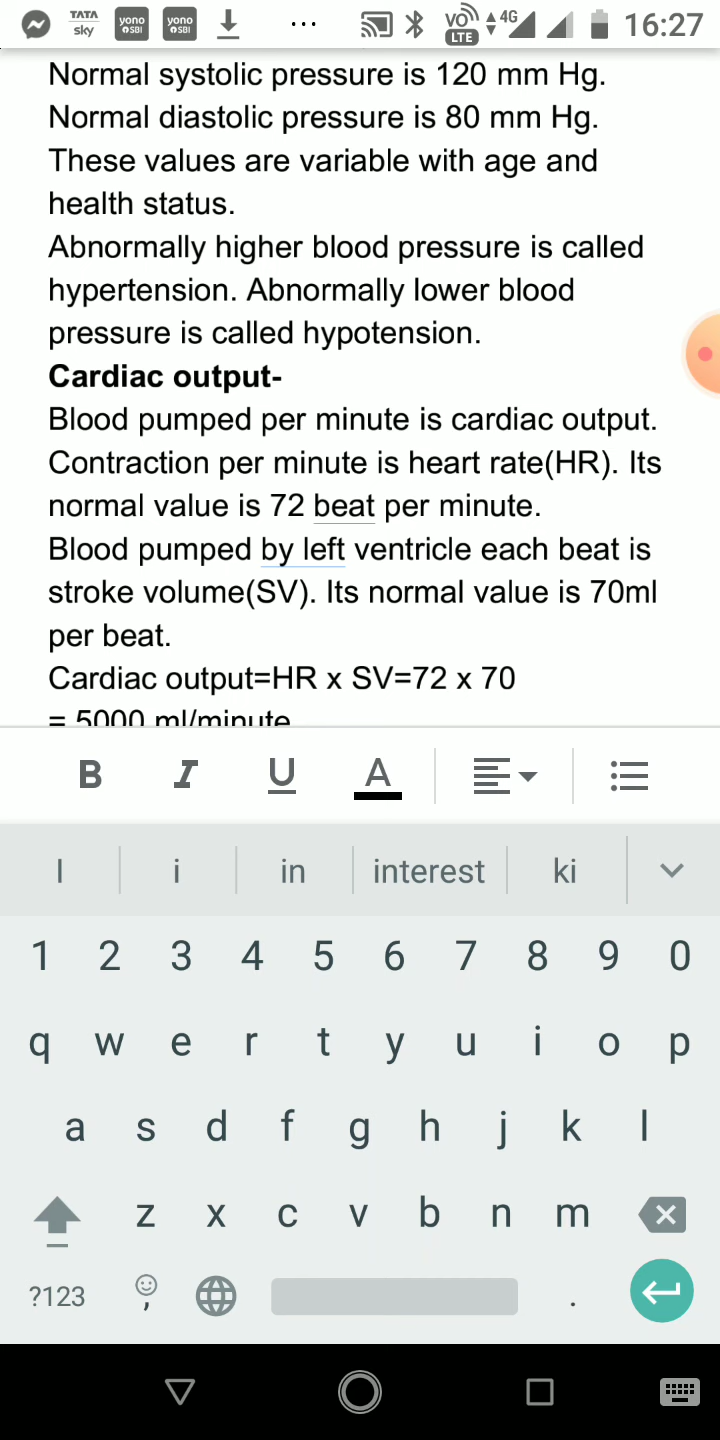 TATA
sky
yono
SBI
yono
SBI
...
VO
LTE
4G
16:27
Normal systolic pressure is 120 mm Hg.
Normal diastolic pressure is 80 mm Hg.
These values are variable with age and
health status.
Abnormally higher blood pressure is called
hypertension. Abnormally lower blood
pressure is called hypotension.
Cardiac output-
Blood pumped per minute is cardiac output.
Contraction per minute is heart rate(HR). Its
normal value is 72 beat per minute.
Blood pumped by left ventricle each beat is
stroke volume(SV). Its normal value is 70ml
per beat.
Cardiac output=HR x SV=72 x 70
= 5000 ml/minute
B I U A
I i in interest ki
1 2 3 4 5 6 7 8 9 0
q w e r t y u i o p
a s d f g h j k l
z x c v b n m
?123 , .